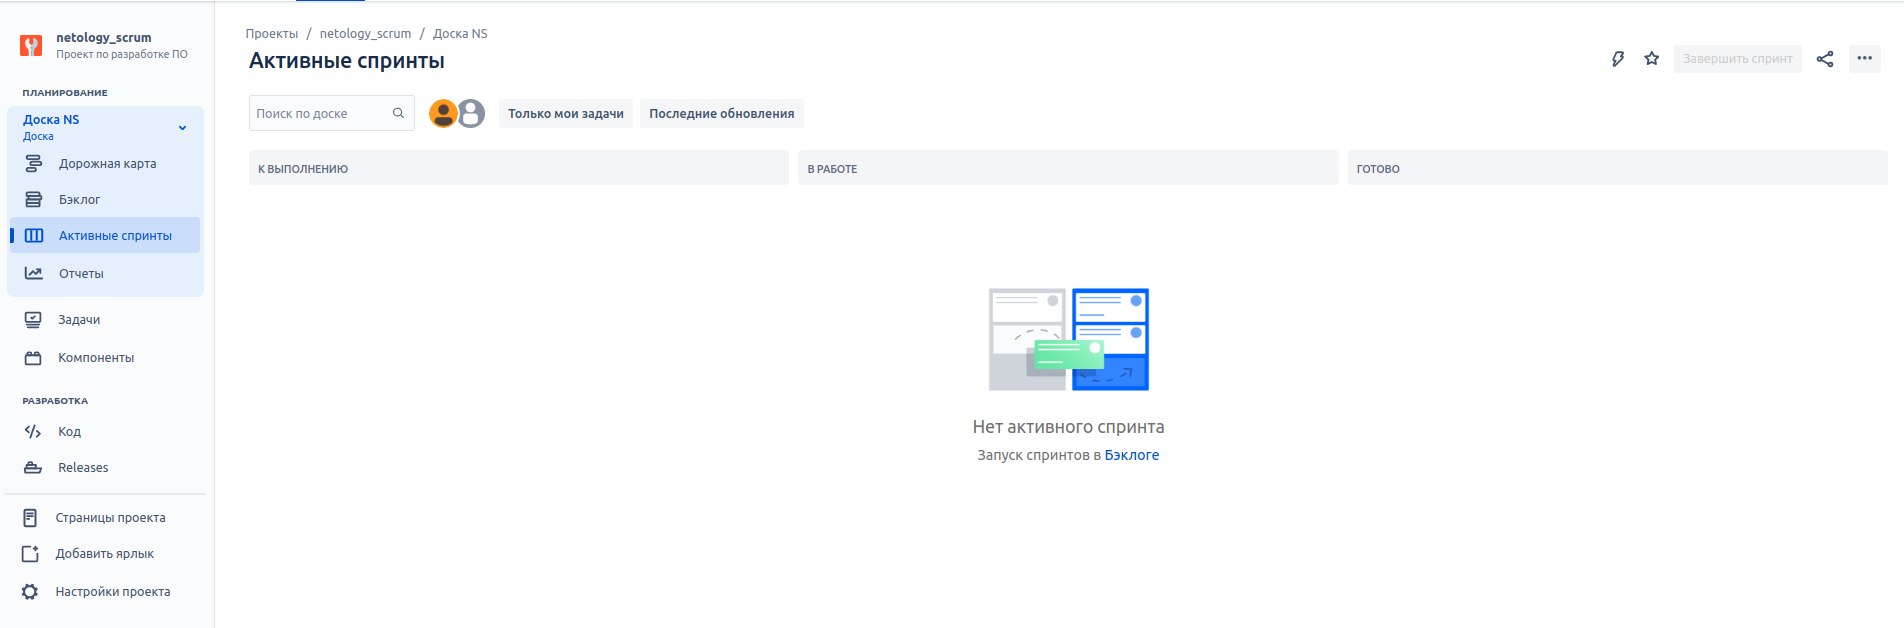 netology_scrum
Проект по разработке ПО
ПЛАНИРОВАНИЕ
Доска NS
Доска
Дорожная карта
Бэклог
Активные спринты
Отчеты
Задачи
Компоненты
РАЗРАБОТКА
Код
Releases
Страницы проекта
Добавить ярлык
Настройки проекта
Проекты / netology_scrum / Доска NS
Активные спринты
Завершить спринт
Поиск по доске
Только мои задачи
Последние обновления
К ВЫПОЛНЕНИЮ
В РАБОТЕ
ГОТОВО
Нет активного спринта
Запуск спринтов в Бэклоге